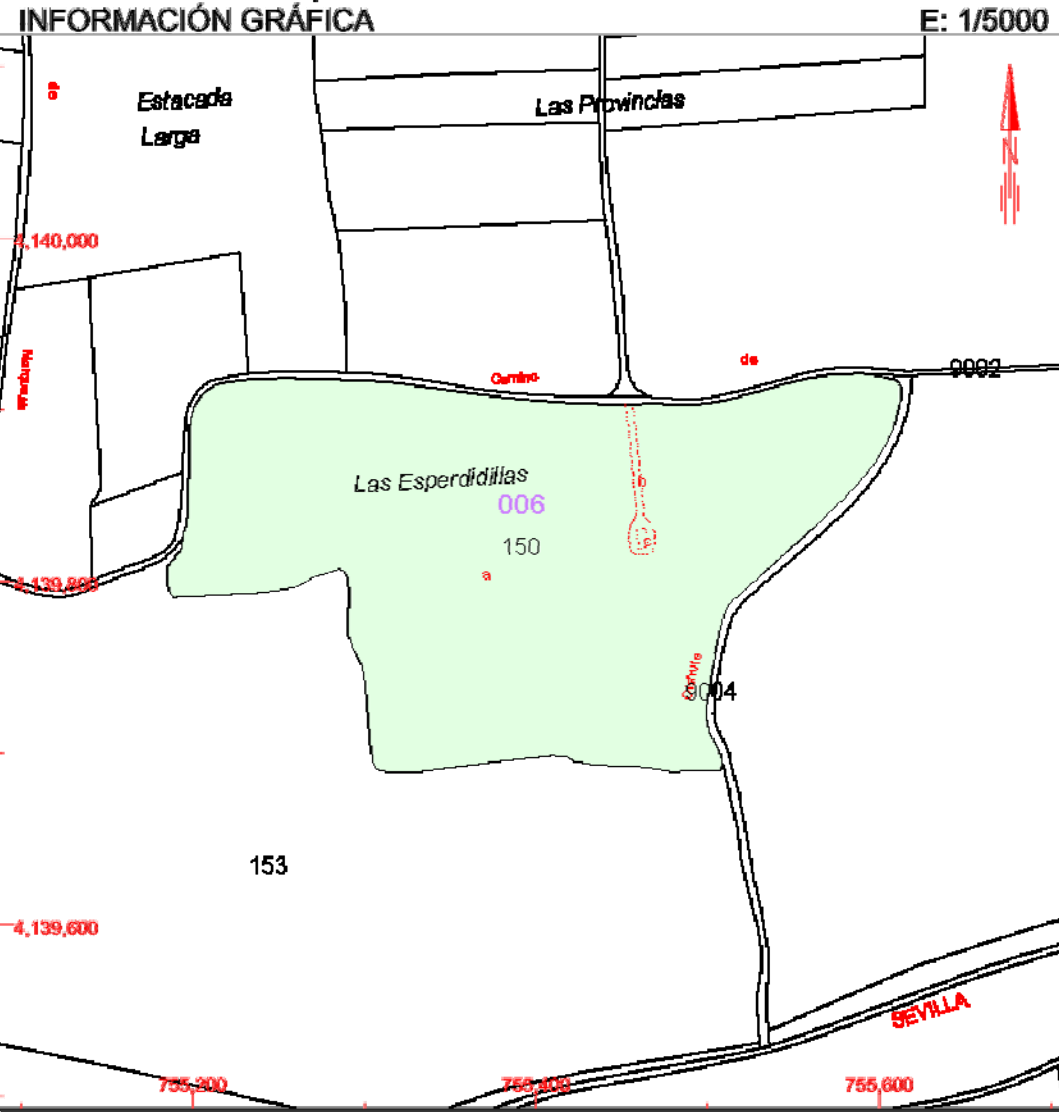 INFORMACIÓN GRÁFICA E: 1/5000
de
Estacada
Larga
Las Provincias
N
4,140,000
Camino
de
9002
Las Esperdidillas
006
b
150
a
4,139,800
9004
153
4,139,600
SEVILLA
755,200
755,400
755,600